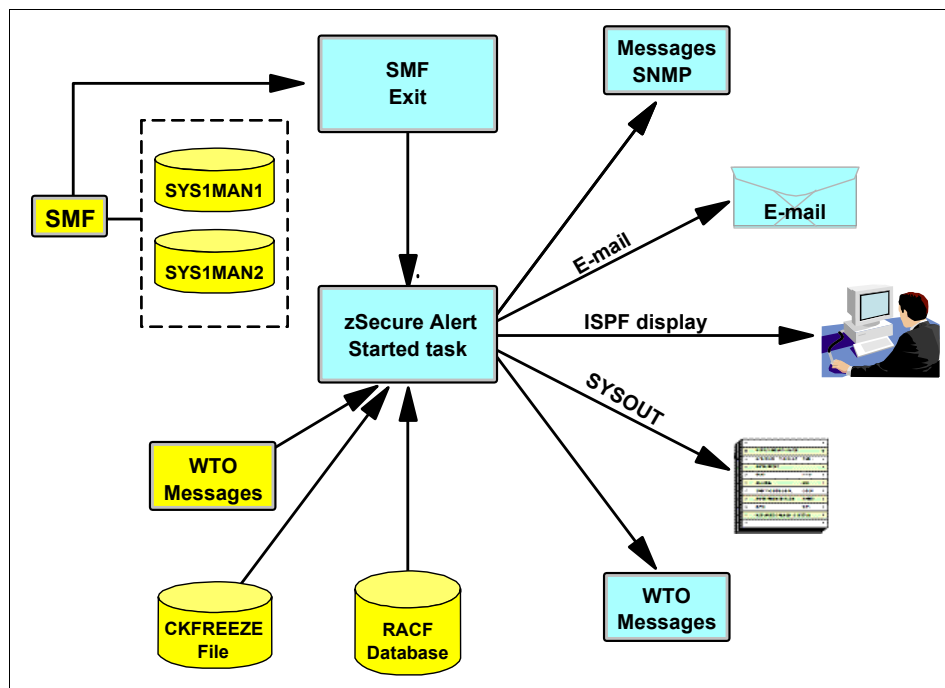 SMF
Exit
Messages
SNMP
SYS1MAN1
SMF
SYS1MAN2
E-mail
E-mail
zSecure Alert
Started task
ISPF display
SYSOUT
WTO
Messages
WTO
Messages
CKFREEZE
File
RACF
Database